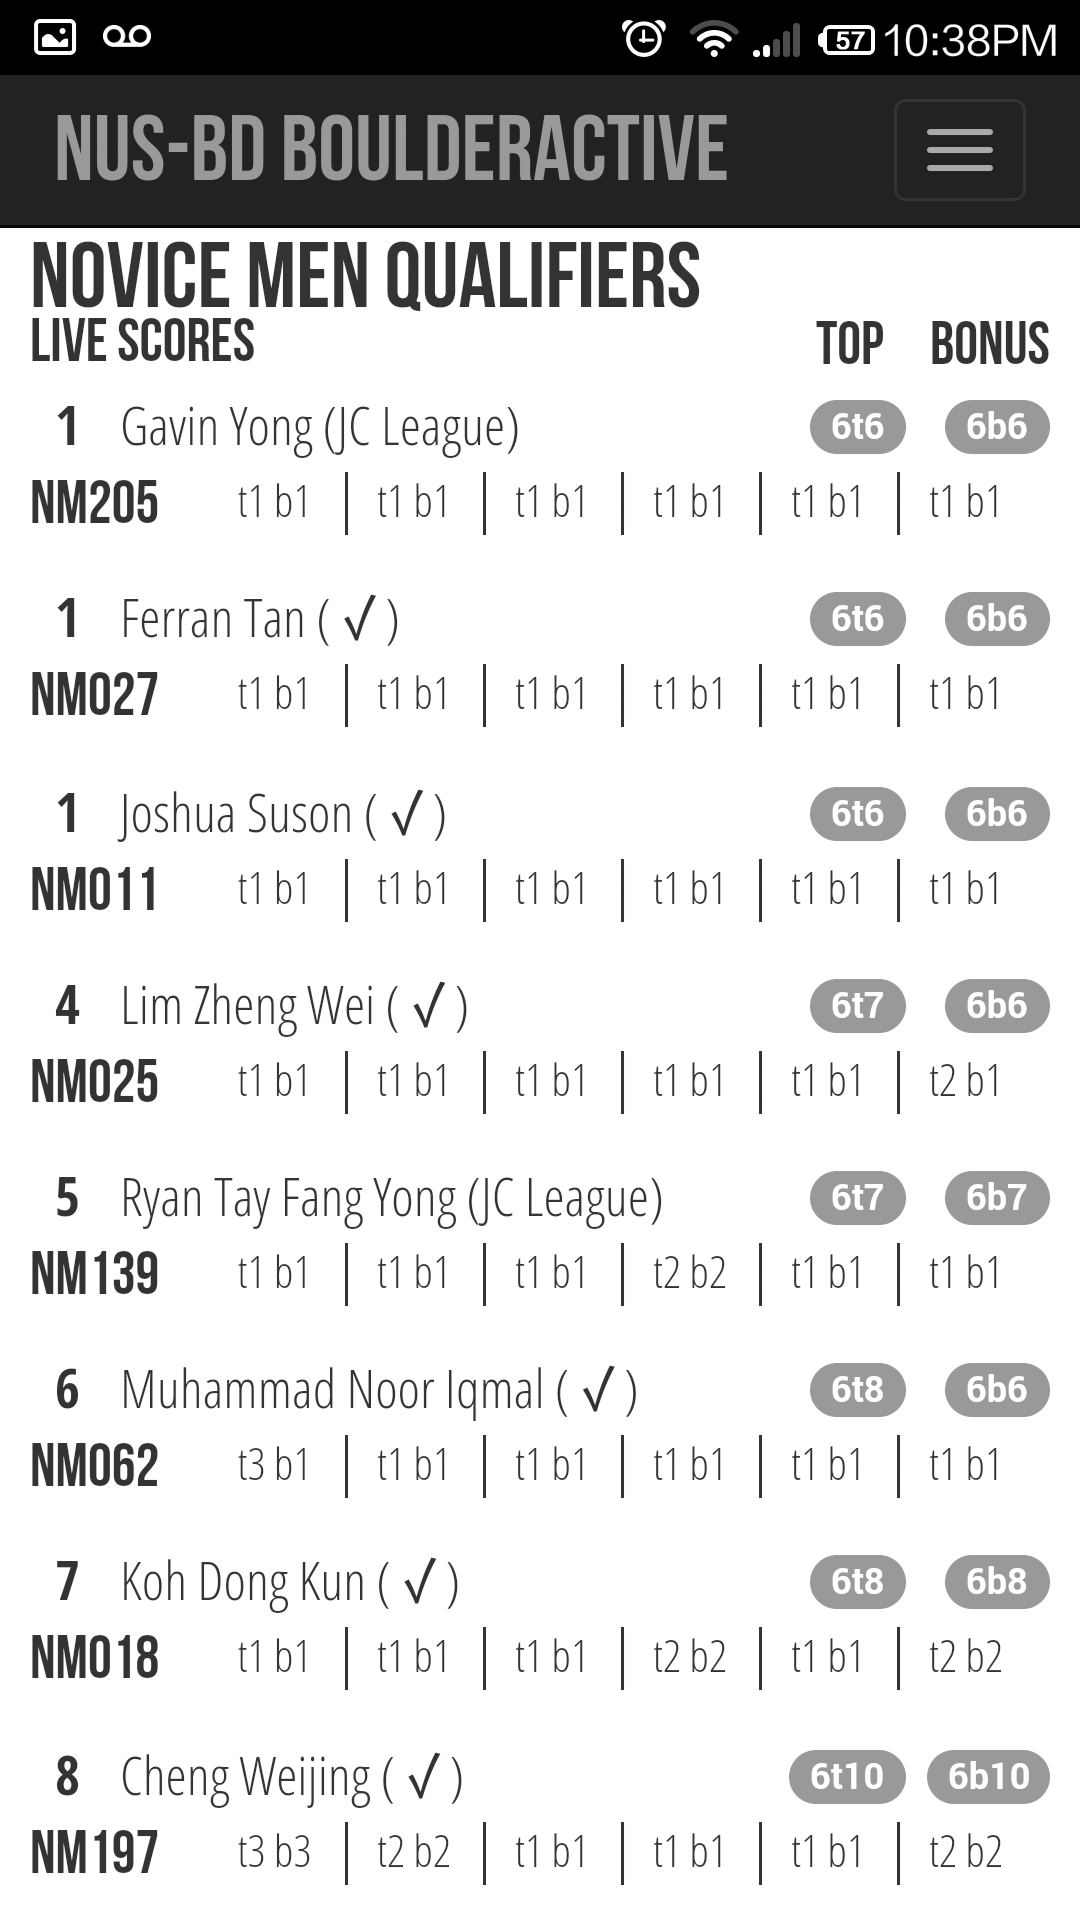 57 10:38PM
NUS-BD BOULDERACTIVE
NOVICE MEN QUALIFIERS
LIVE SCORES TOP BONUS
1 Gavin Yong (JC League) 6t6 6b6
NM205 t1 b1 t1 b1 t1 b1 t1 b1 t1 b1 t1 b1
1 Ferran Tan ( √ ) 6t6 6b6
NM027 t1 b1 t1 b1 t1 b1 t1 b1 t1 b1 t1 b1
1 Joshua Suson ( √ ) 6t6 6b6
NM011 t1 b1 t1 b1 t1 b1 t1 b1 t1 b1 t1 b1
4 Lim Zheng Wei ( √ ) 6t7 6b6
NM025 t1 b1 t1 b1 t1 b1 t1 b1 t1 b1 t2 b1
5 Ryan Tay Fang Yong (JC League) 6t7 6b7
NM139 t1 b1 t1 b1 t1 b1 t2 b2 t1 b1 t1 b1
6 Muhammad Noor Iqmal ( √ ) 6t8 6b6
NM062 t3 b1 t1 b1 t1 b1 t1 b1 t1 b1 t1 b1
7 Koh Dong Kun ( √ ) 6t8 6b8
NM018 t1 b1 t1 b1 t1 b1 t2 b2 t1 b1 t2 b2
8 Cheng Weijing ( √ ) 6t10 6b10
NM197 t3 b3 t2 b2 t1 b1 t1 b1 t1 b1 t2 b2